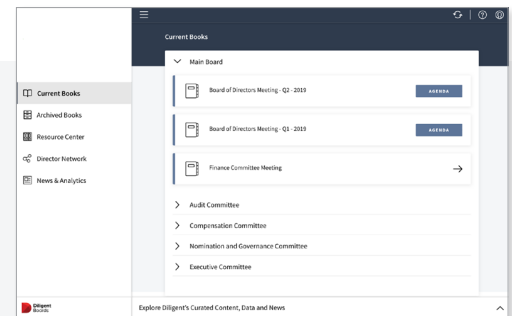 Current Books
Main Board
Board of Directors Meeting - Q2 - 2019
AGENDA
Board of Directors Meeting - Q1 - 2019
AGENDA
Finance Committee Meeting
Audit Committee
Compensation Committee
Nomination and Governance Committee
Executive Committee
Current Books
Archived Books
Resource Center
Director Network
News & Analytics
Diligent
Boards
Explore Diligent's Curated Content, Data and News